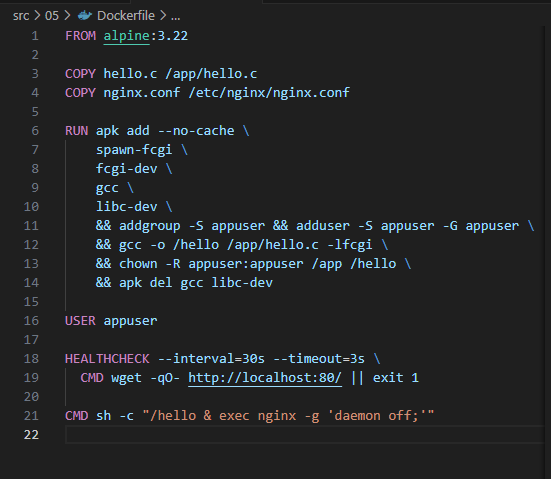 src > 05 > Dockerfile > ...
1 FROM alpine:3.22
2
3 COPY hello.c /app/hello.c
4 COPY nginx.conf /etc/nginx/nginx.conf
5
6 RUN apk add --no-cache \
7     spawn-fcgi \
8     fcgi-dev \
9     gcc \
10     libc-dev \
11     && addgroup -S appuser && adduser -S appuser -G appuser \
12     && gcc -o /hello /app/hello.c -lfcgi \
13     && chown -R appuser:appuser /app /hello \
14     && apk del gcc libc-dev
15
16 USER appuser
17
18 HEALTHCHECK --interval=30s --timeout=3s \
19   CMD wget -qO- http://localhost:80/ || exit 1
20
21 CMD sh -c "/hello & exec nginx -g 'daemon off;'"
22